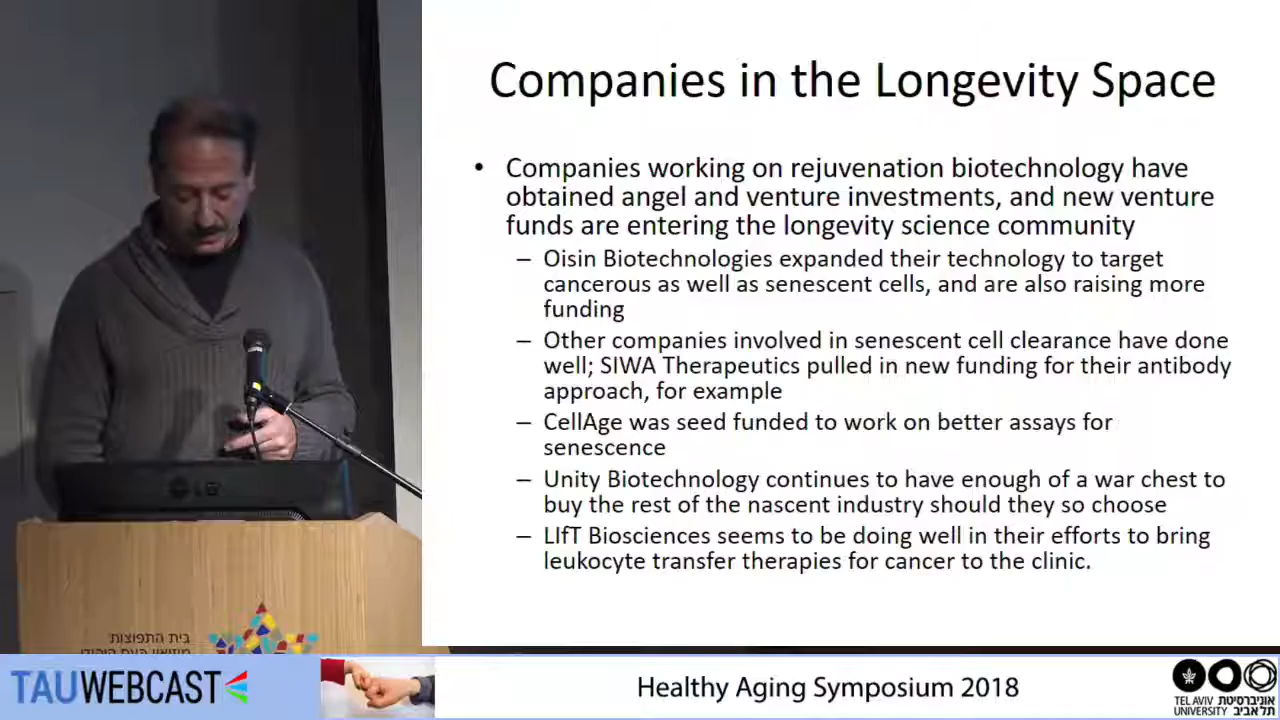 Companies in the Longevity Space
• Companies working on rejuvenation biotechnology have
obtained angel and venture investments, and new venture
funds are entering the longevity science community
– Oisin Biotechnologies expanded their technology to target
cancerous as well as senescent cells, and are also raising more
funding
– Other companies involved in senescent cell clearance have done
well; SIWA Therapeutics pulled in new funding for their antibody
approach, for example
– CellAge was seed funded to work on better assays for
senescence
– Unity Biotechnology continues to have enough of a war chest to
buy the rest of the nascent industry should they so choose
– LIfT Biosciences seems to be doing well in their efforts to bring
leukocyte transfer therapies for cancer to the clinic.
בית התפוצות
מוזיאון העם היהודי
TAUWEBCAST
Healthy Aging Symposium 2018
TEL AVIV אוניברסיטת
UNIVERSITY תל אביב